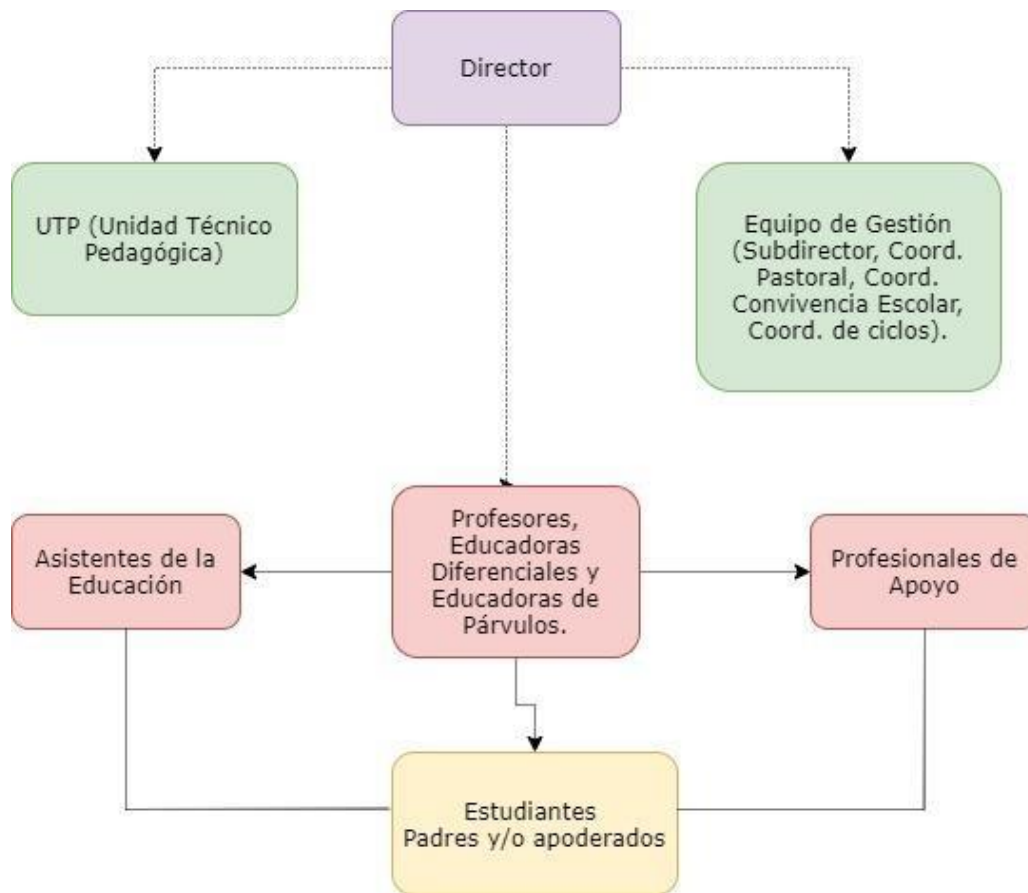 Director
UTP (Unidad Técnico
Pedagógica)
Equipo de Gestión
(Subdirector, Coord.
Pastoral, Coord.
Convivencia Escolar,
Coord. de ciclos).
Asistentes de la
Educación
Profesores,
Educadoras
Diferenciales y
Educadoras de
Párvulos.
Profesionales de
Apoyo
Estudiantes
Padres y/o apoderados